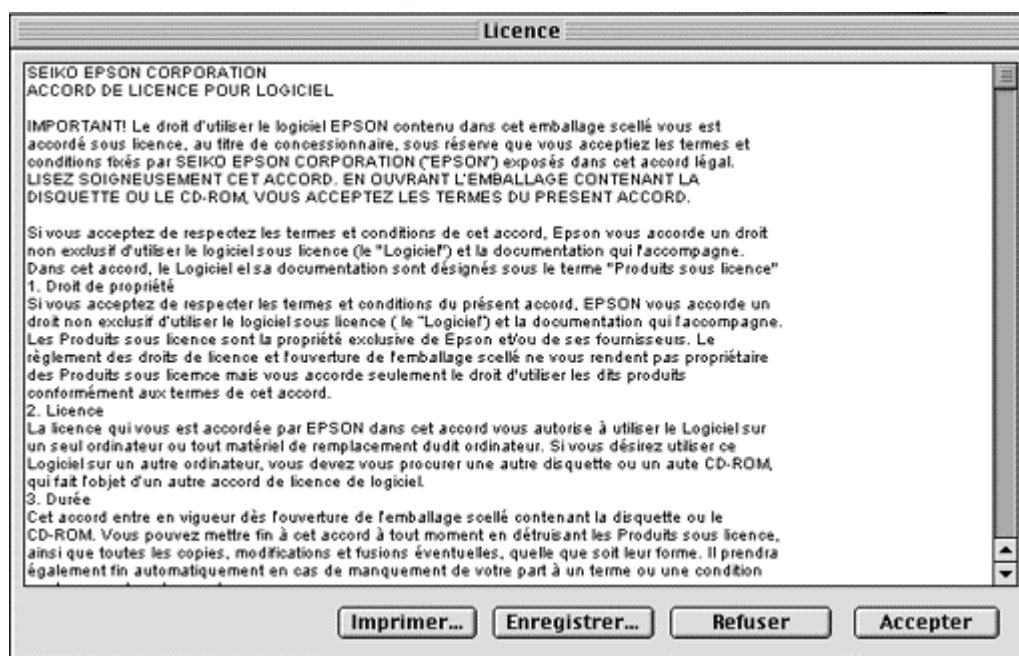 Licence
SEIKO EPSON CORPORATION
ACCORD DE LICENCE POUR LOGICIEL
IMPORTANT! Le droit d'utiliser le logiciel EPSON contenu dans cet emballage scellé vous est
accordé sous licence, au titre de concessionnaire, sous réserve que vous acceptiez les termes et
conditions fixés par SEIKO EPSON CORPORATION ("EPSON") exposés dans cet accord légal.
LISEZ SOIGNEUSEMENT CET ACCORD. EN OUVRANT L'EMBALLAGE CONTENANT LA
DISQUETTE OU LE CD-ROM, VOUS ACCEPTEZ LES TERMES DU PRESENT ACCORD.
Si vous acceptez de respectez les termes et conditions de cet accord, Epson vous accorde un droit
non exclusif d'utiliser le logiciel sous licence (le "Logiciel") et la documentation qui l'accompagne.
Dans cet accord, le Logiciel el sa documentation sont désignés sous le terme "Produits sous licence"
1. Droit de propriété
Si vous acceptez de respecter les termes et conditions du présent accord, EPSON vous accorde un
droit non exclusif d'utiliser le logiciel sous licence ( le "Logiciel") et la documentation qui l'accompagne.
Les Produits sous licence sont la propriété exclusive de Epson et/ou de ses fournisseurs. Le
règlement des droits de licence et l'ouverture de l'emballage scellé ne vous rendent pas propriétaire
des Produits sous licemce mais vous accorde seulement le droit d'utiliser les dits produits
conformément aux termes de cet accord.
2. Licence
La licence qui vous est accordée par EPSON dans cet accord vous autorise à utiliser le Logiciel sur
un seul ordinateur ou tout matériel de remplacement dudit ordinateur. Si vous désirez utiliser ce
Logiciel sur un autre ordinateur, vous devez vous procurer une autre disquette ou un aute CD-ROM,
qui fait l'objet d'un autre accord de licence de logiciel.
3. Durée
Cet accord entre en vigueur dès l'ouverture de l'emballage scellé contenant la disquette ou le
CD-ROM. Vous pouvez mettre fin à cet accord à tout moment en détruisant les Produits sous licence,
ainsi que toutes les copies, modifications et fusions éventuelles, quelle que soit leur forme. Il prendra
également fin automatiquement en cas de manquement de votre part à un terme ou une condition
Imprimer... Enregistrer... Refuser Accepter